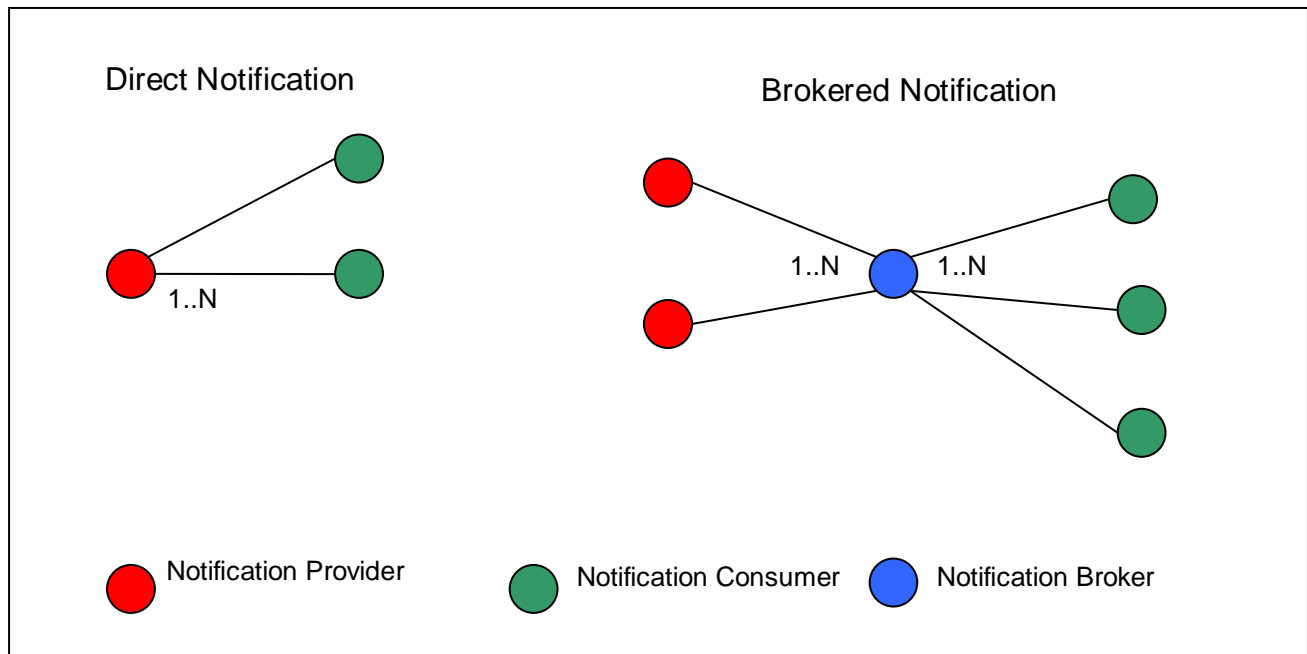 Direct Notification
Brokered Notification
1..N
1..N
1..N
Notification Provider
Notification Consumer
Notification Broker